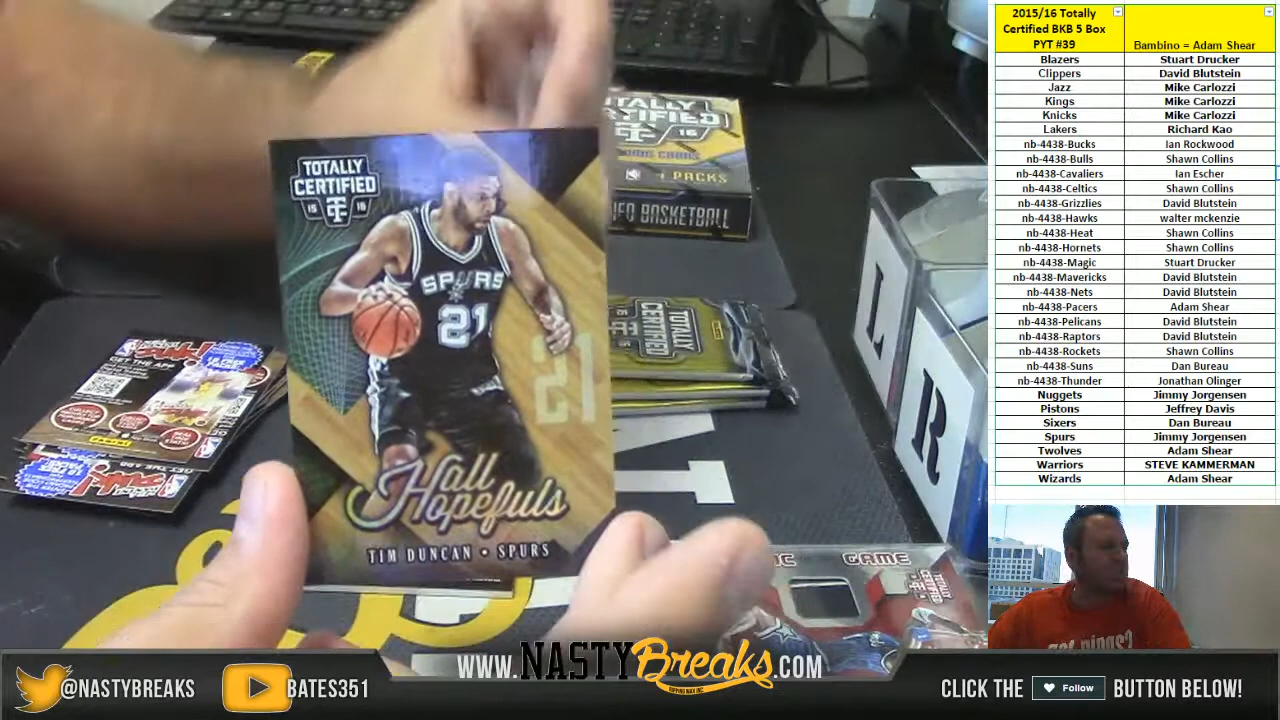 TOTALLY
CERTIFIED
15 16
SPURS
21
21
Hall
Hopefuls
TIM DUNCAN • SPURS
PACKS
BASKETBALL
TOTALLY
CERTIFIED
GET THE APP
PANINI
L
R
GAME
2015/16 Totally
Certified BKB 5 Box
PYT #39
Bambino = Adam Shear
Blazers Stuart Drucker
Clippers David Blutstein
Jazz Mike Carlozzi
Kings Mike Carlozzi
Knicks Mike Carlozzi
Lakers Richard Kao
nb-4438-Bucks Ian Rockwood
nb-4438-Bulls Shawn Collins
nb-4438-Cavaliers Ian Escher
nb-4438-Celtics Shawn Collins
nb-4438-Grizzlies David Blutstein
nb-4438-Hawks walter mckenzie
nb-4438-Heat Shawn Collins
nb-4438-Hornets Shawn Collins
nb-4438-Magic Stuart Drucker
nb-4438-Mavericks David Blutstein
nb-4438-Nets David Blutstein
nb-4438-Pacers Adam Shear
nb-4438-Pelicans David Blutstein
nb-4438-Raptors David Blutstein
nb-4438-Rockets Shawn Collins
nb-4438-Suns Dan Bureau
nb-4438-Thunder Jonathan Olinger
Nuggets Jimmy Jorgensen
Pistons Jeffrey Davis
Sixers Dan Bureau
Spurs Jimmy Jorgensen
Twolves Adam Shear
Warriors STEVE KAMMERMAN
Wizards Adam Shear
@NASTYBREAKS
BATES351
WWW.NASTYBreaks.COM
RIPPING WAX INC
CLICK THE Follow BUTTON BELOW!